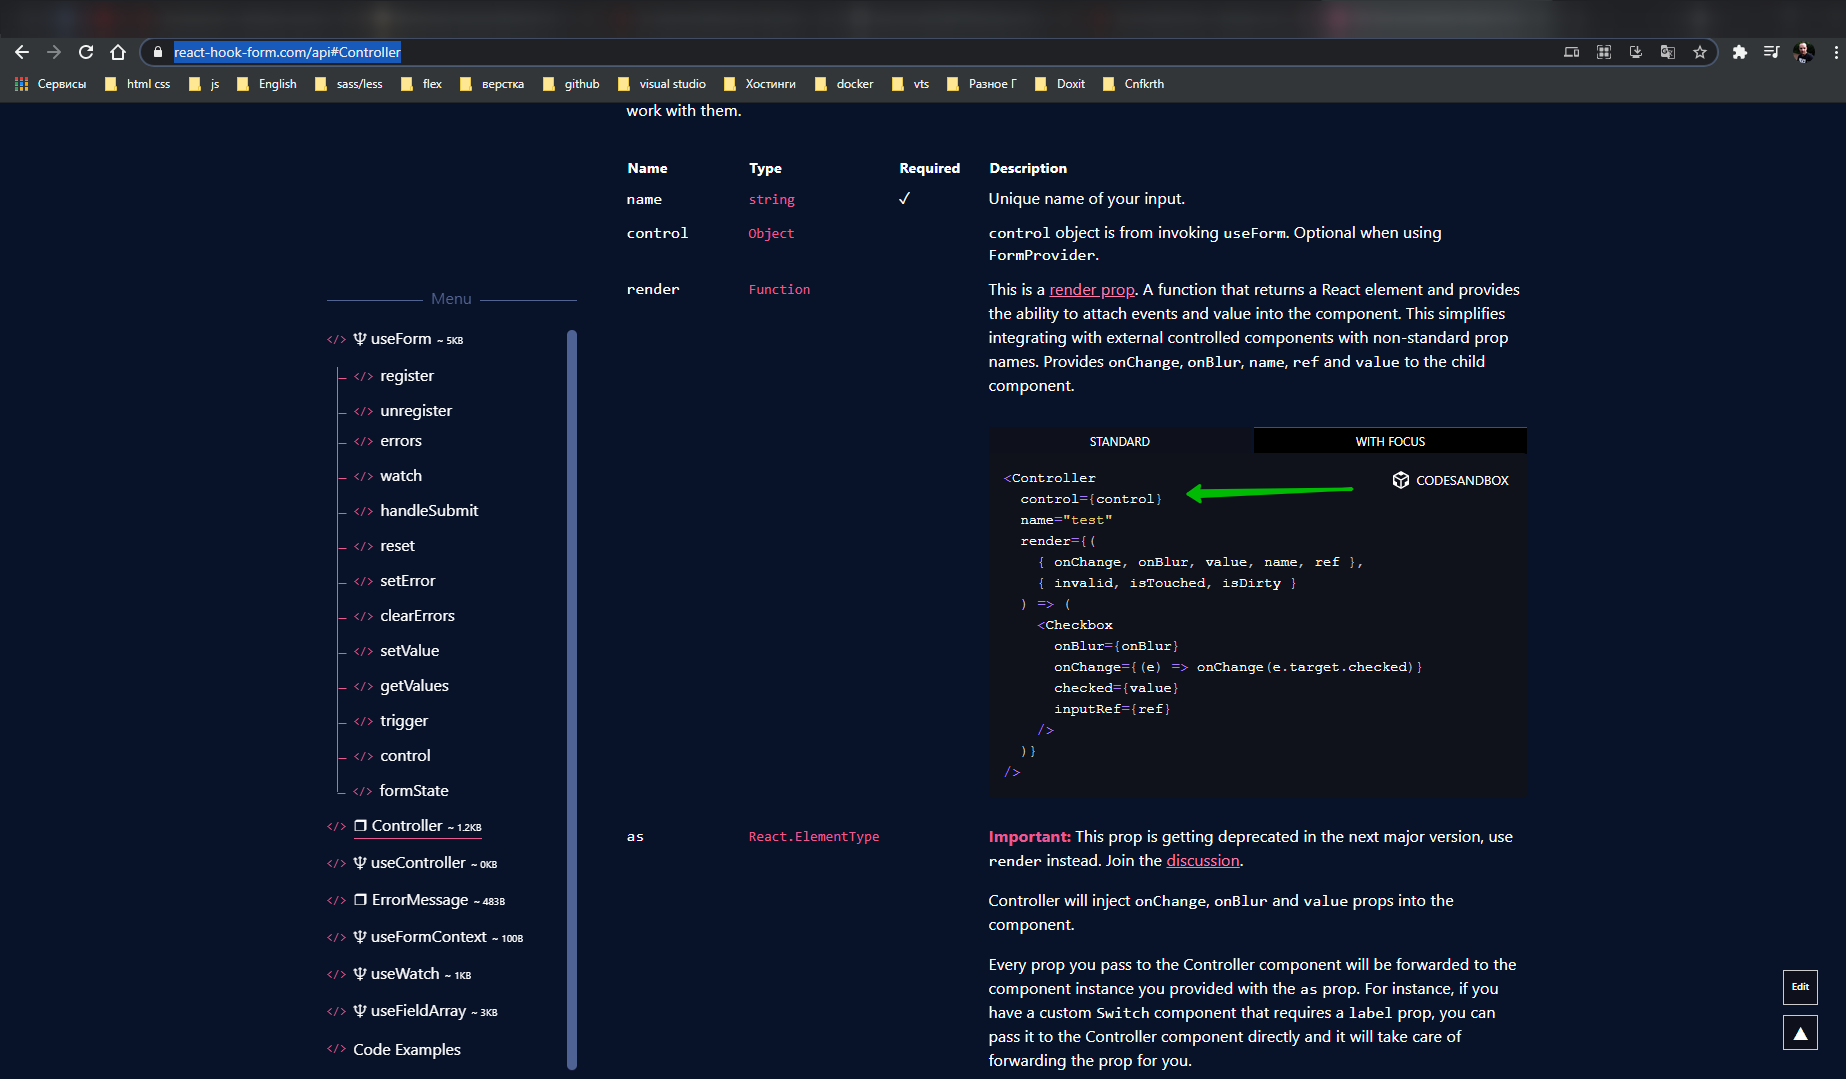 react-hook-form.com/api#Controller
Сервисы html css js English sass/less flex верстка github visual studio Хостинги docker vts Разное Г Doxit Cnfkrth
work with them.
Name Type Required Description
name string ✓ Unique name of your input.
control Object control object is from invoking useForm. Optional when using
FormProvider.
render Function This is a render prop. A function that returns a React element and provides
the ability to attach events and value into the component. This simplifies
integrating with external controlled components with non-standard prop
names. Provides onChange, onBlur, name, ref and value to the child
component.
STANDARD WITH FOCUS
CODESANDBOX
<Controller
control={control}
name="test"
render={(
{ onChange, onBlur, value, name, ref },
{ invalid, isTouched, isDirty }
) => (
<Checkbox
onBlur={onBlur}
onChange={(e) => onChange(e.target.checked)}
checked={value}
inputRef={ref}
/>
)}
/>
as React.ElementType Important: This prop is getting deprecated in the next major version, use
render instead. Join the discussion.
Controller will inject onChange, onBlur and value props into the
component.
Every prop you pass to the Controller component will be forwarded to the
component instance you provided with the as prop. For instance, if you
have a custom Switch component that requires a label prop, you can
pass it to the Controller component directly and it will take care of
forwarding the prop for you.
Menu
</> useForm ~ 5KB
</> register
</> unregister
</> errors
</> watch
</> handleSubmit
</> reset
</> setError
</> clearErrors
</> setValue
</> getValues
</> trigger
</> control
</> formState
</> Controller ~ 1.2KB
</> useController ~ 0KB
</> ErrorMessage ~ 483B
</> useFormContext ~ 100B
</> useWatch ~ 1KB
</> useFieldArray ~ 3KB
</> Code Examples
Edit
▲